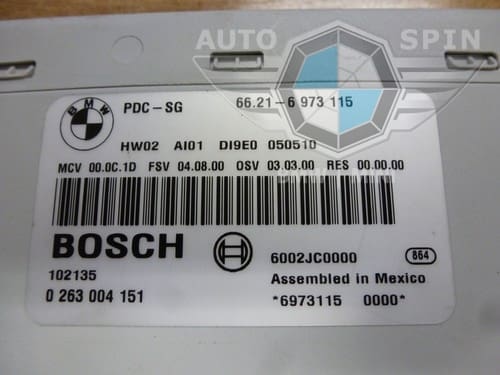 AUTO SPIN
BMW
PDC-SG 66.21-6 973 115
HW02 AI01 DI9E0 050510
MCV 00.0C.1D FSV 04.08.00 OSV 03.03.00 RES 00.00.00
BOSCH
6002JC0000 864
102135
Assembled in Mexico
0 263 004 151
*6973115 0000*